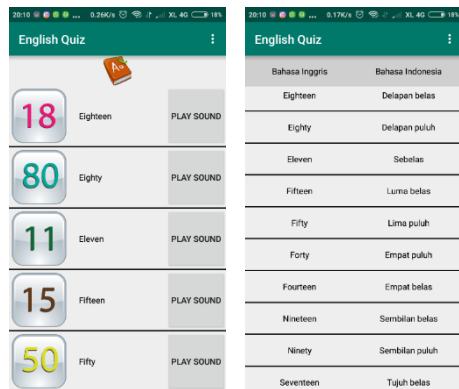 20:10 ... 0.26K/s XL 4G 18%
English Quiz
18 Eighteen PLAY SOUND
80 Eighty PLAY SOUND
11 Eleven PLAY SOUND
15 Fifteen PLAY SOUND
50 Fifty PLAY SOUND
20:10 ... 0.17K/s XL 4G 18%
English Quiz
Bahasa Inggris Bahasa Indonesia
Eighteen Delapan belas
Eighty Delapan puluh
Eleven Sebelas
Fifteen Luma belas
Fifty Lima puluh
Forty Empat puluh
Fourteen Empat belas
Nineteen Sembilan belas
Ninety Sembilan puluh
Seventeen Tujuh belas